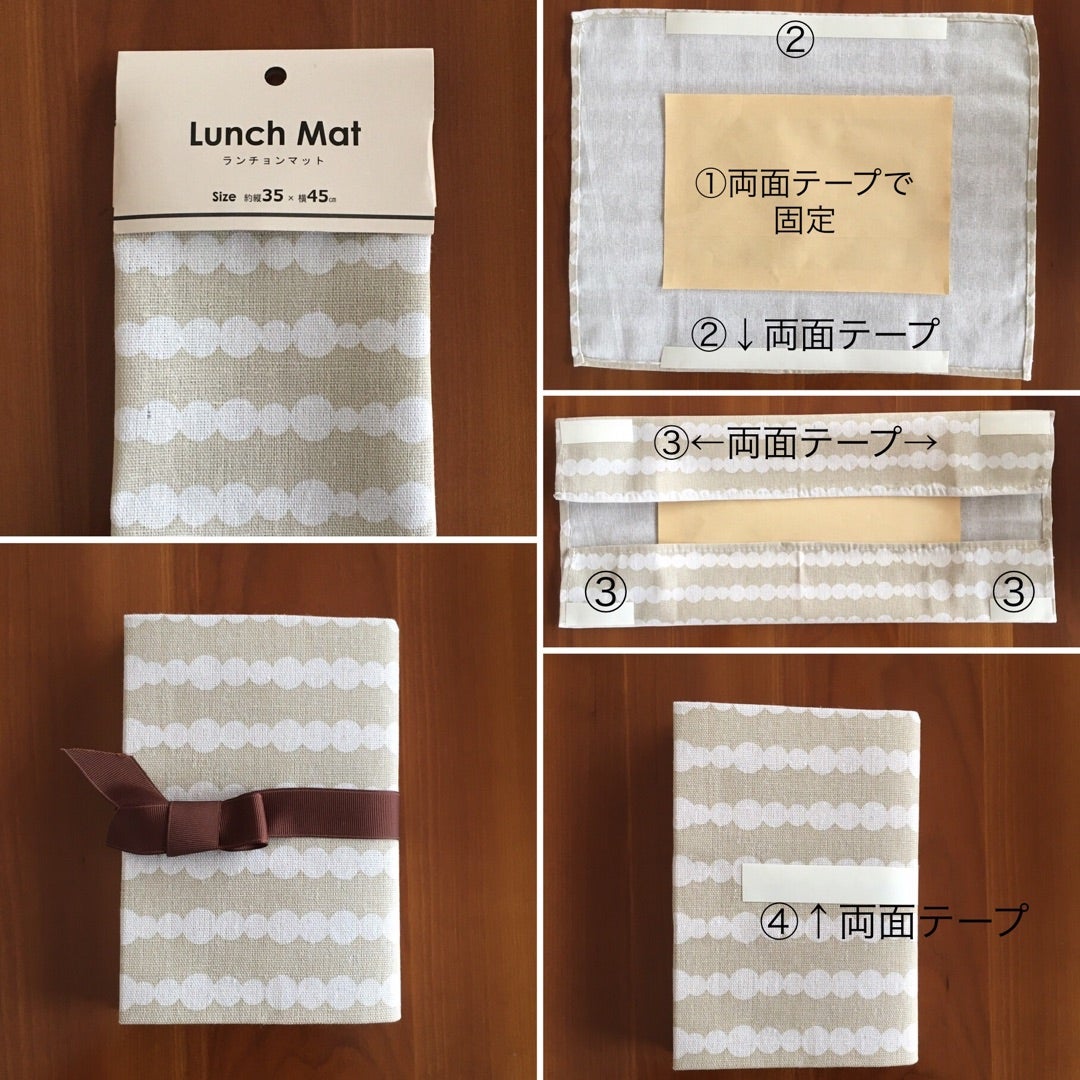 Lunch Mat
ランチョンマット
Size 約縦35×横45㎝
②
①両面テープで
固定
②↓両面テープ
③←両面テープ→
③
③
④↑両面テープ